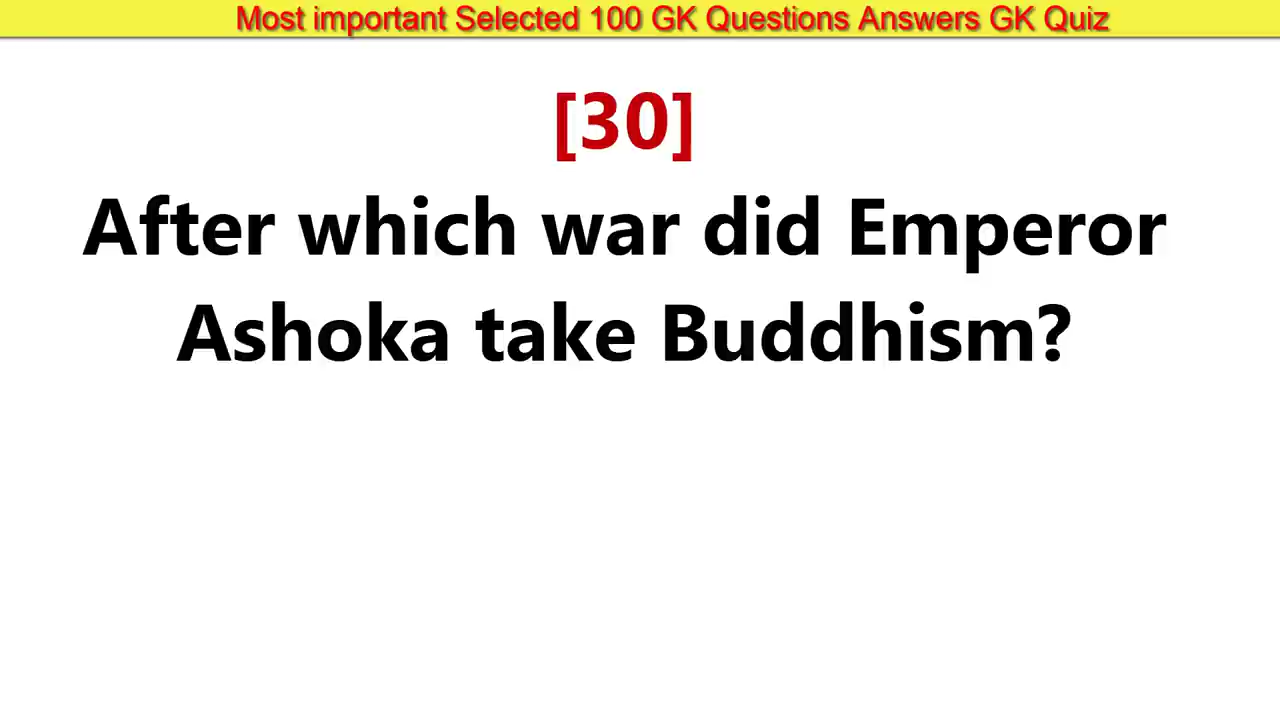 Most important Selected 100 GK Questions Answers GK Quiz
[30]
After which war did Emperor
Ashoka take Buddhism?